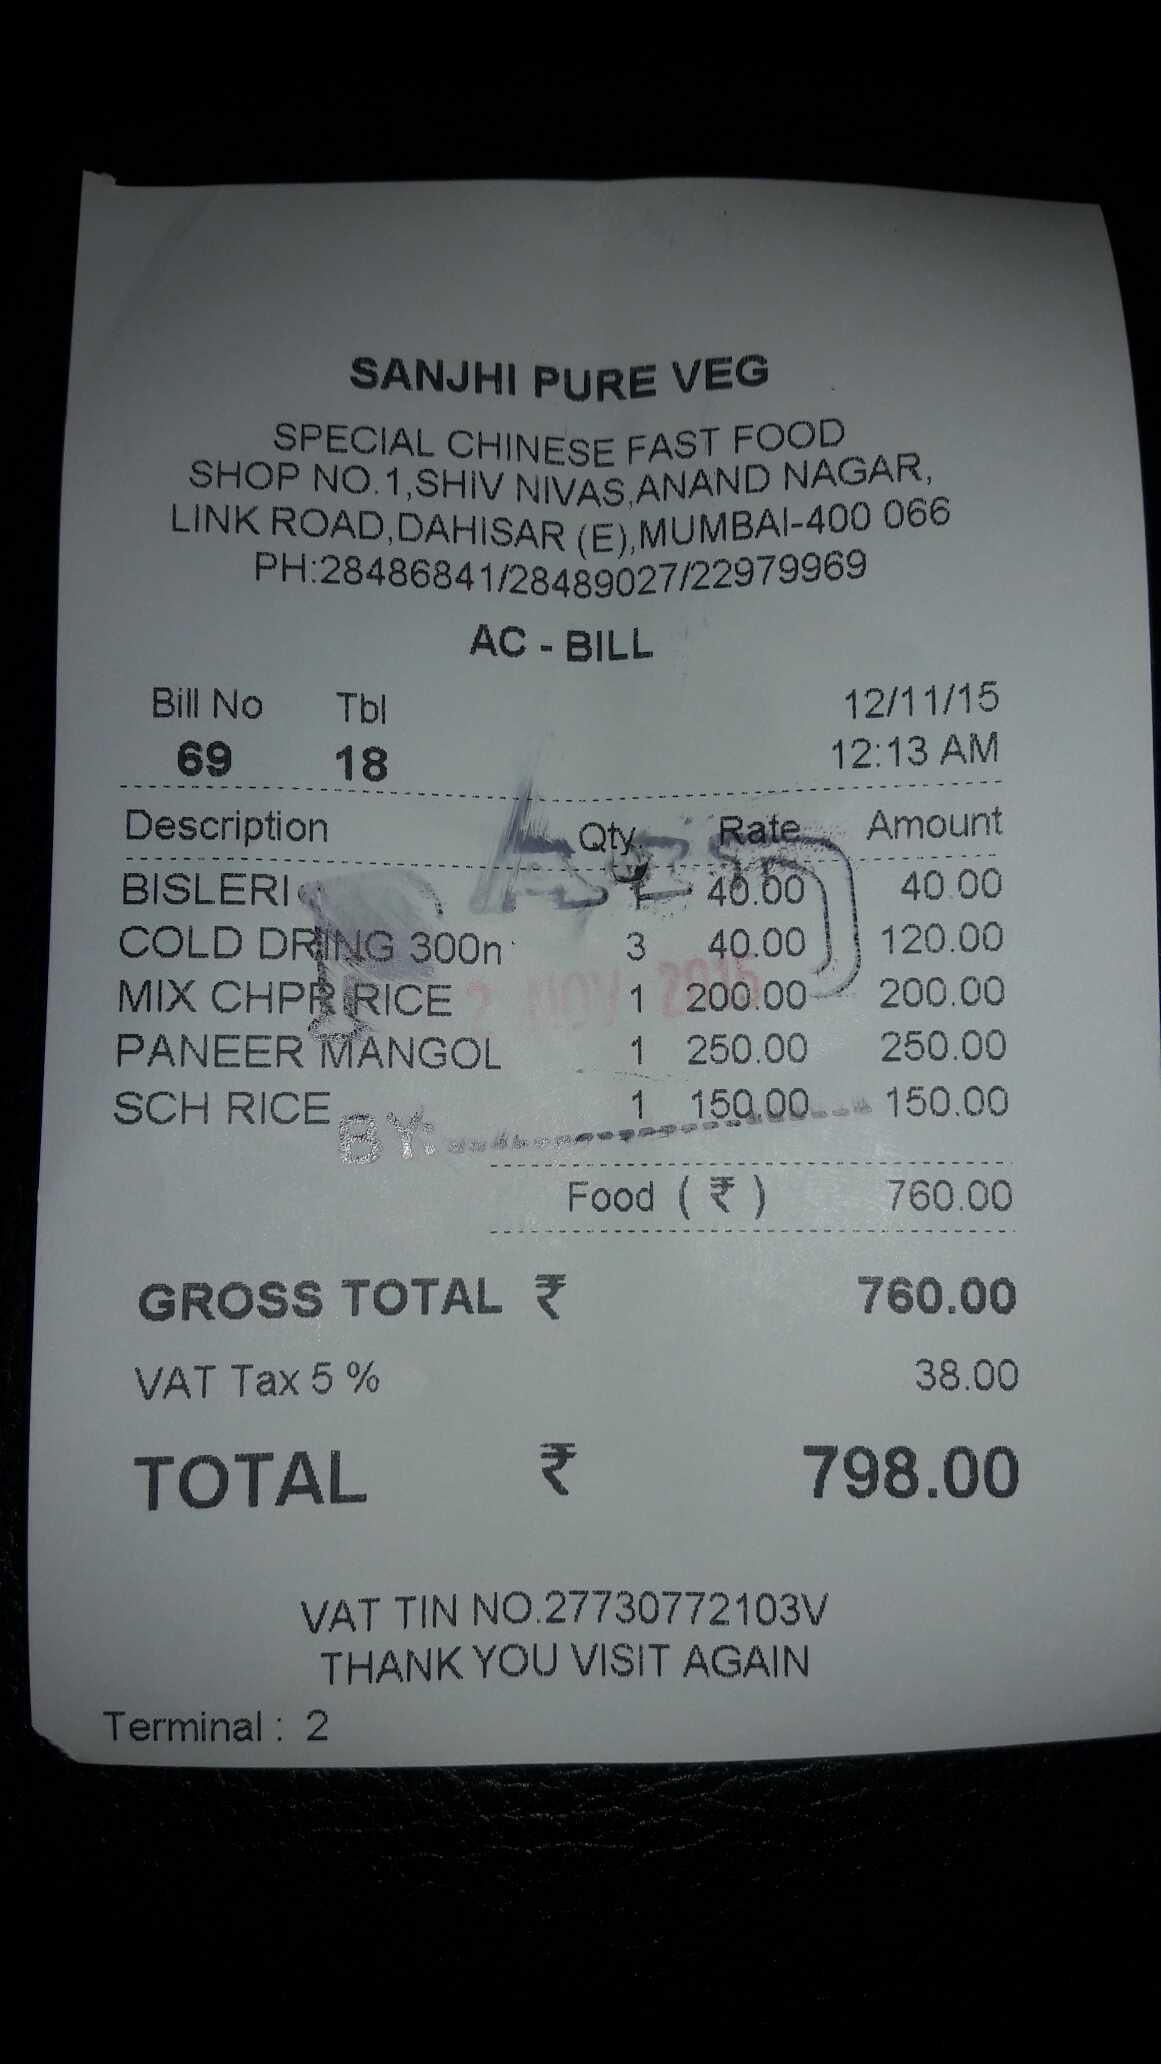 SANJHI PURE VEG
SPECIAL CHINESE FAST FOOD
SHOP NO.1,SHIV NIVAS,ANAND NAGAR,
LINK ROAD,DAHISAR (E),MUMBAI-400 066
PH:28486841/28489027/22979969
AC - BILL
Bill No Tbl 12/11/15
69 18 12:13 AM
Description Qty. Rate Amount
BISLERI 1 40.00 40.00
COLD DRING 300n 3 40.00 120.00
MIX CHPR RICE 1 200.00 200.00
2 NOV 2015
PANEER MANGOL 1 250.00 250.00
SCH RICE 1 150.00 150.00
BY:
Food ( ₹ ) 760.00
GROSS TOTAL ₹ 760.00
VAT Tax 5 % 38.00
TOTAL ₹ 798.00
VAT TIN NO.27730772103V
THANK YOU VISIT AGAIN
Terminal : 2